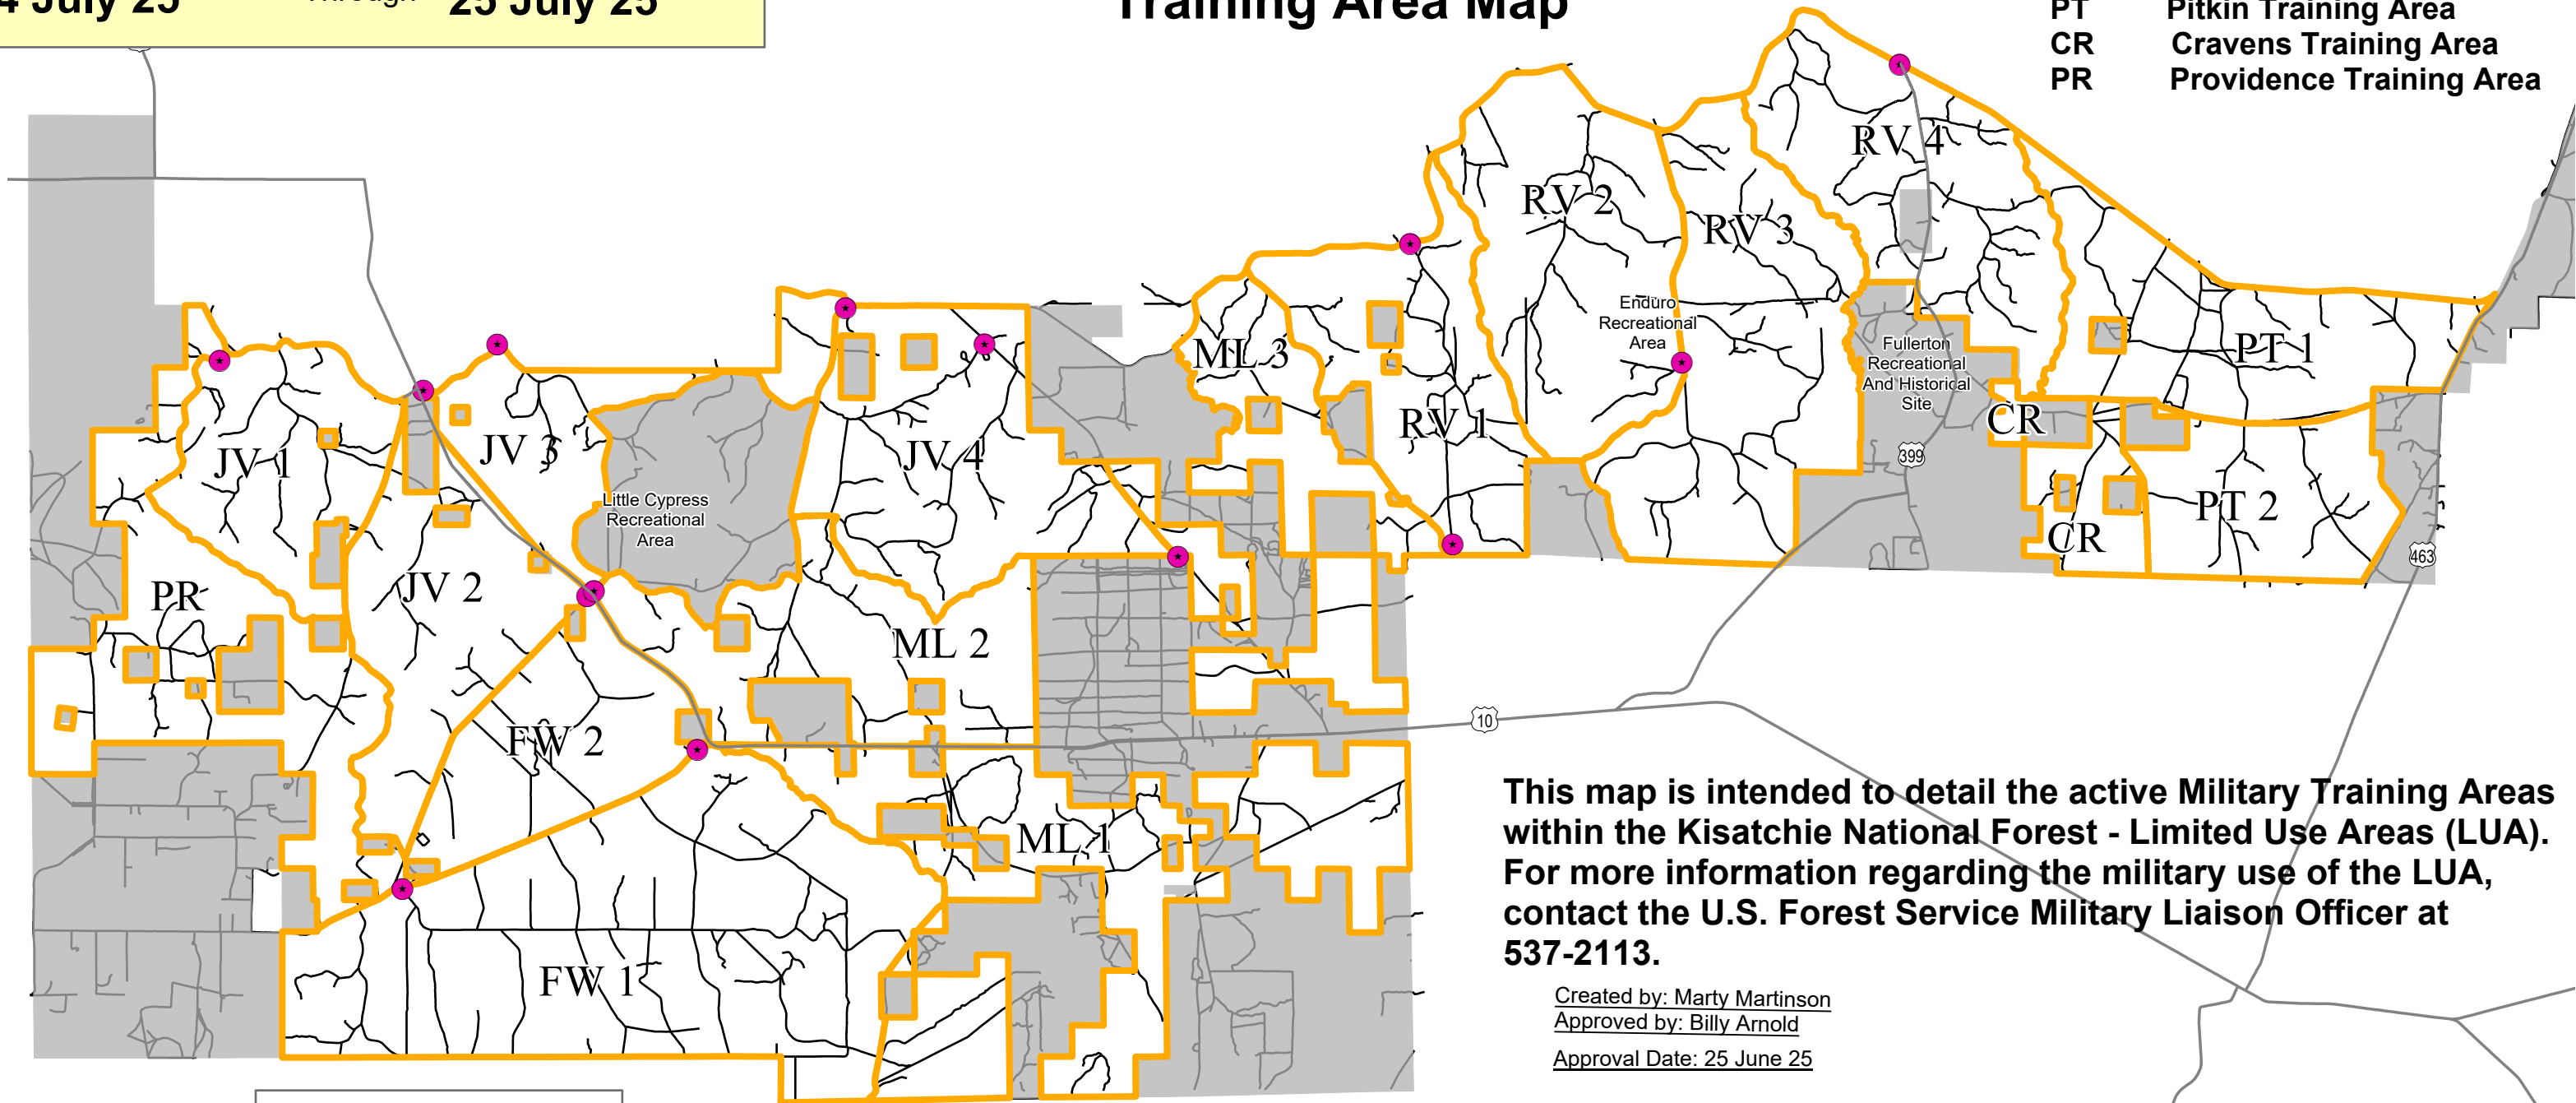 4 July 25 Through 25 July 25
Training Area Map
PT Pitkin Training Area
CR Cravens Training Area
PR Providence Training Area
RV 4
RV 2
RV 3
Enduro
Recreational
Area
ML 3
Fullerton
Recreational
And Historical
Site
PT 1
RV 1
CR
JV 1
JV 3
JV 4
399
Little Cypress
Recreational
Area
PT 2
CR
463
PR
JV 2
ML 2
10
FW 2
ML 1
FW 1
This map is intended to detail the active Military Training Areas
within the Kisatchie National Forest - Limited Use Areas (LUA).
For more information regarding the military use of the LUA,
contact the U.S. Forest Service Military Liaison Officer at
537-2113.
Created by: Marty Martinson
Approved by: Billy Arnold
Approval Date: 25 June 25